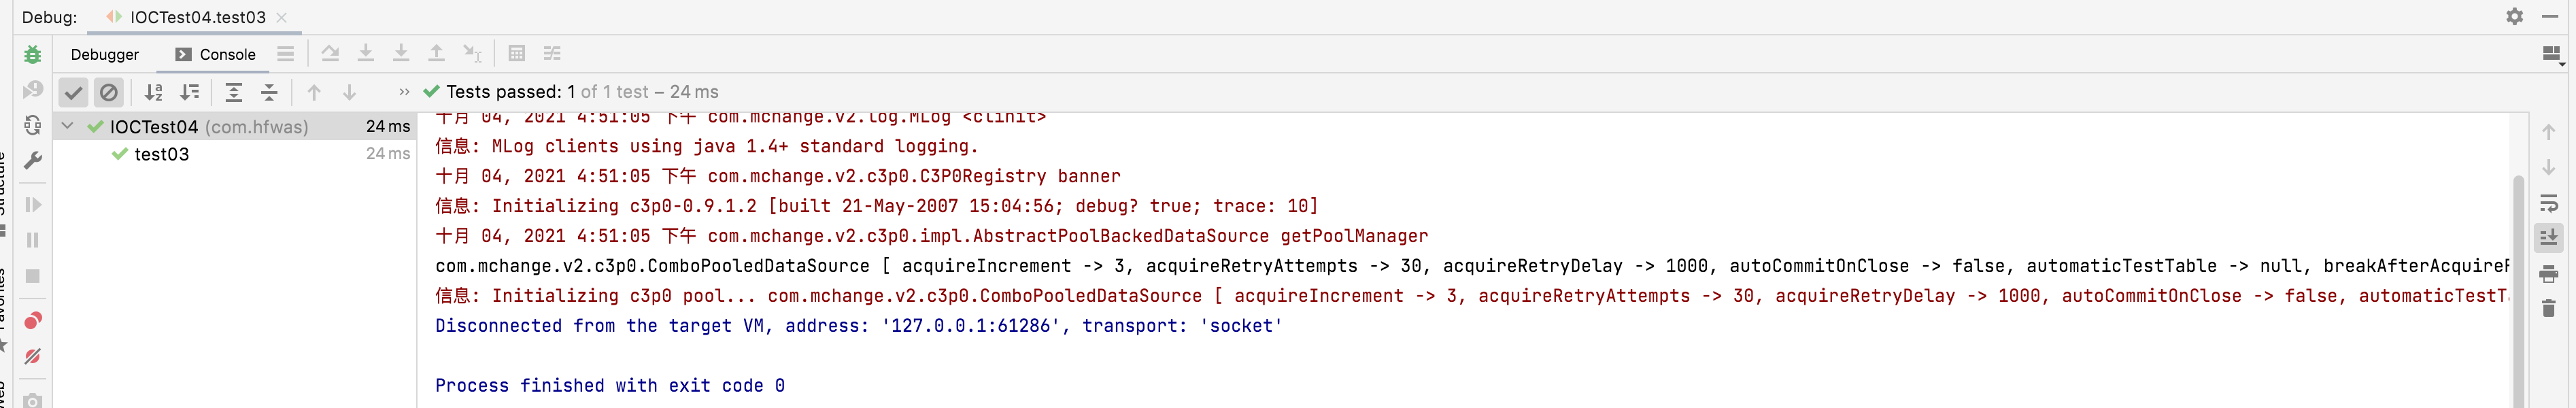 Debug: IOCTest04.test03
Debugger Console
Tests passed: 1 of 1 test – 24 ms
IOCTest04 (com.hfwas) 24 ms
test03 24 ms
十月 04, 2021 4:51:05 下午 com.mchange.v2.log.MLog <clinit>
信息: MLog clients using java 1.4+ standard logging.
十月 04, 2021 4:51:05 下午 com.mchange.v2.c3p0.C3P0Registry banner
信息: Initializing c3p0-0.9.1.2 [built 21-May-2007 15:04:56; debug? true; trace: 10]
十月 04, 2021 4:51:05 下午 com.mchange.v2.c3p0.impl.AbstractPoolBackedDataSource getPoolManager
com.mchange.v2.c3p0.ComboPooledDataSource [ acquireIncrement -> 3, acquireRetryAttempts -> 30, acquireRetryDelay -> 1000, autoCommitOnClose -> false, automaticTestTable -> null, breakAfterAcquire
信息: Initializing c3p0 pool... com.mchange.v2.c3p0.ComboPooledDataSource [ acquireIncrement -> 3, acquireRetryAttempts -> 30, acquireRetryDelay -> 1000, autoCommitOnClose -> false, automaticTest
Disconnected from the target VM, address: '127.0.0.1:61286', transport: 'socket'
Process finished with exit code 0
Favorites